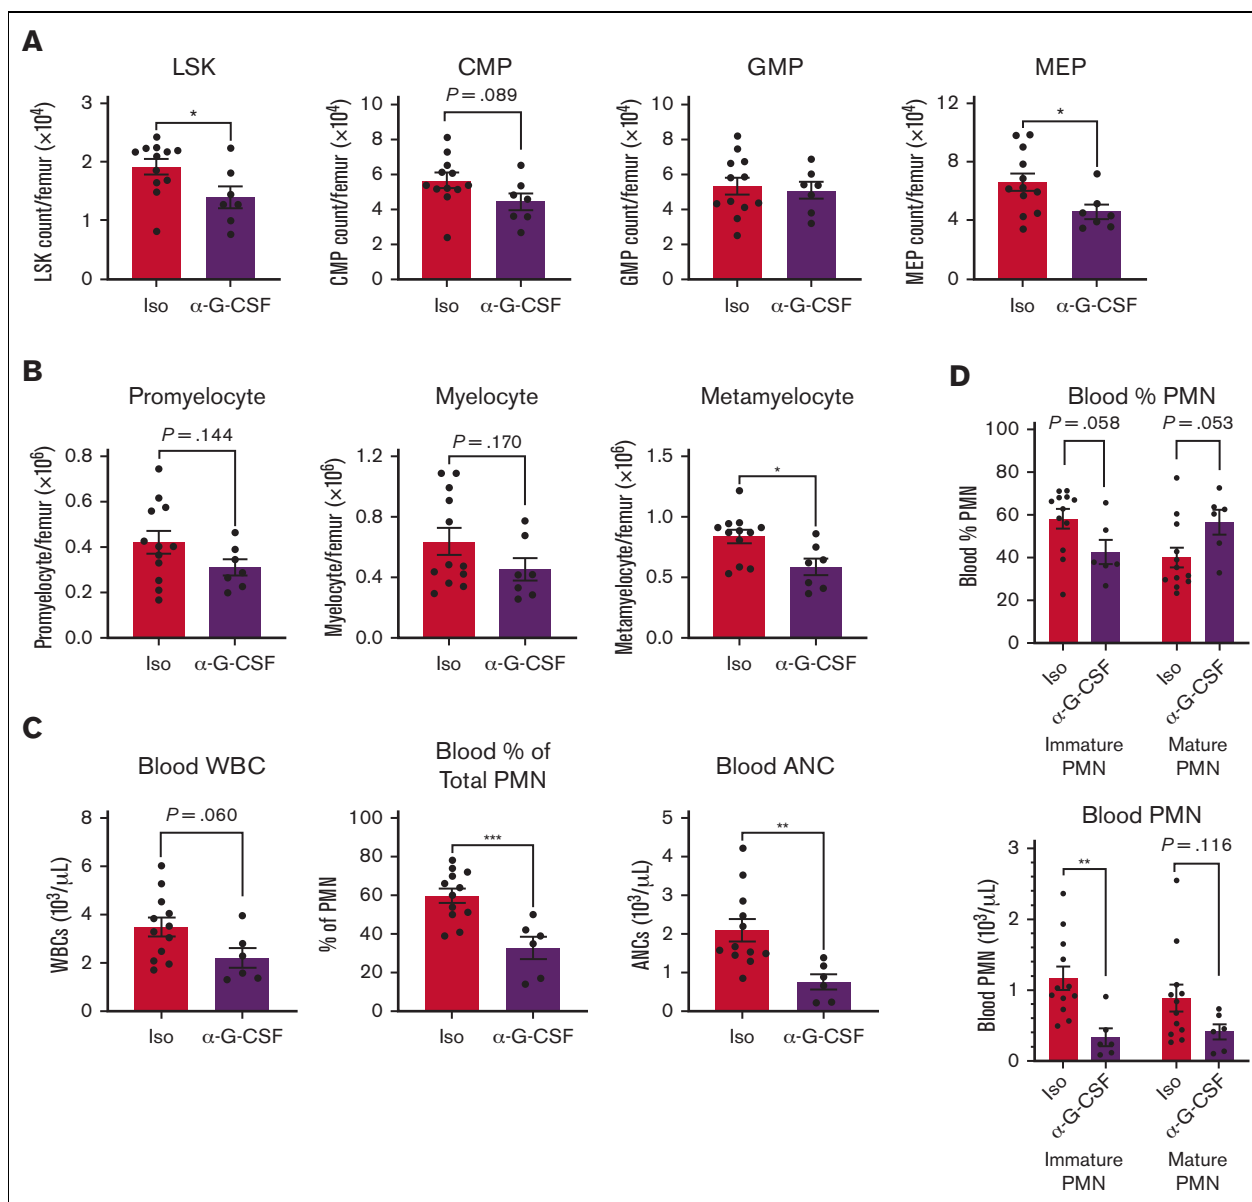 A
LSK
LSK count/femur (×10⁴)
3
2
1
0
*
Iso
α-G-CSF
CMP
CMP count/femur (×10⁴)
10
8
6
4
2
0
P = .089
Iso
α-G-CSF
GMP
GMP count/femur (×10⁴)
10
8
6
4
2
0
Iso
α-G-CSF
MEP
MEP count/femur (×10⁴)
12
8
4
0
*
Iso
α-G-CSF
B
Promyelocyte
Promyelocyte/femur (×10⁶)
0.8
0.6
0.4
0.2
0.0
P = .144
Iso
α-G-CSF
Myelocyte
Myelocyte/femur (×10⁶)
1.2
0.8
0.4
0.0
P = .170
Iso
α-G-CSF
Metamyelocyte
Metamyelocyte/femur (×10⁶)
1.5
1.0
0.5
0.0
*
Iso
α-G-CSF
C
Blood WBC
WBCs (10³/μL)
8
6
4
2
0
P = .060
Iso
α-G-CSF
Blood % of
Total PMN
% of PMN
100
80
60
40
20
0
***
Iso
α-G-CSF
Blood ANC
ANCs (10³/μL)
5
4
3
2
1
0
**
Iso
α-G-CSF
D
Blood % PMN
Blood % PMN
100
80
60
40
20
0
P = .058
P = .053
Iso
α-G-CSF
Iso
α-G-CSF
Immature
PMN
Mature
PMN
Blood PMN
Blood PMN (10³/μL)
3
2
1
0
**
P = .116
Iso
α-G-CSF
Iso
α-G-CSF
Immature
PMN
Mature
PMN